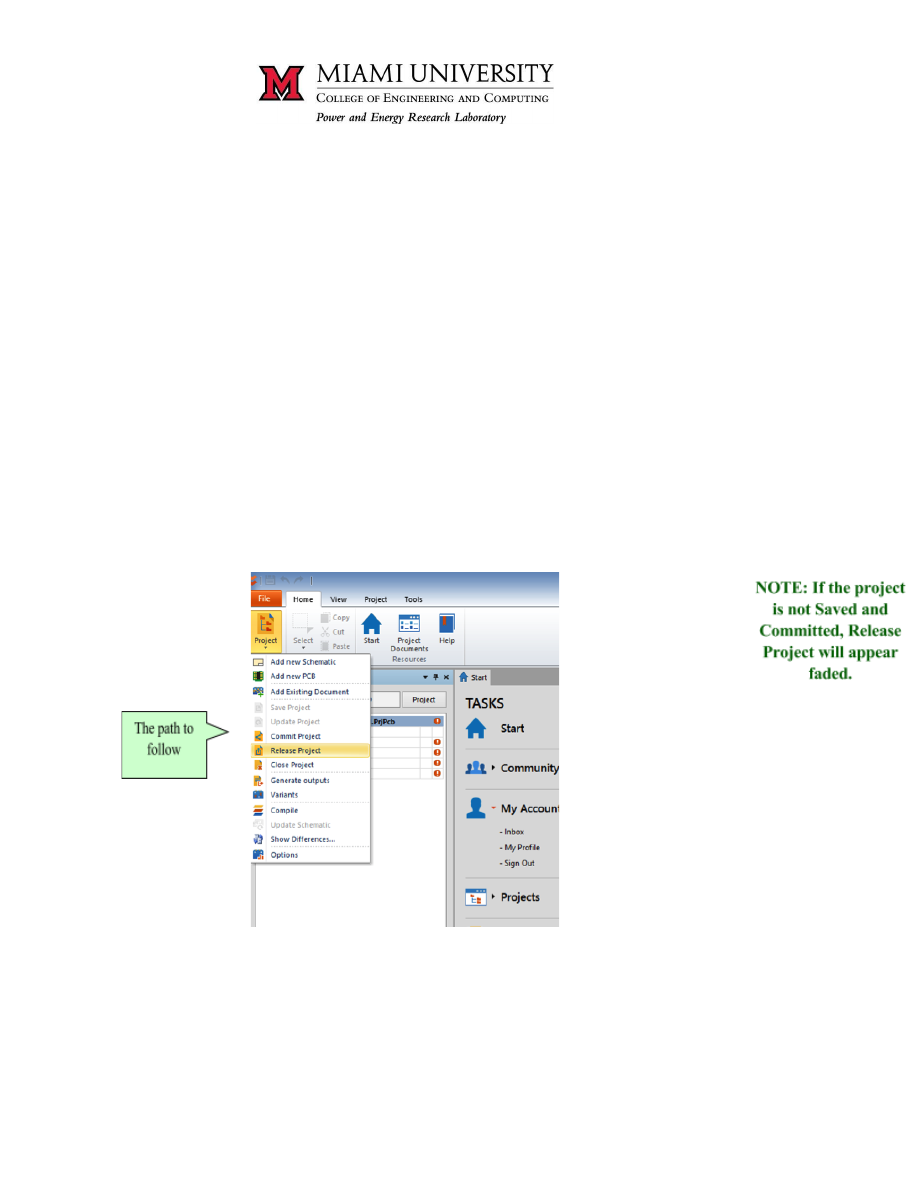 MIAMI UNIVERSITY
COLLEGE OF ENGINEERING AND COMPUTING
Power and Energy Research Laboratory
NOTE: If the project
is not Saved and
Committed, Release
Project will appear
faded.
The path to
follow
File Home View Project Tools
Project
Select
Copy
Cut
Paste
Start
Project
Documents
Help
Resources
Add new Schematic
Add new PCB
Add Existing Document
Save Project
Update Project
Commit Project
Release Project
Close Project
Generate outputs
Variants
Compile
Update Schematic
Show Differences...
Options
Project
.PrjPcb
Start
TASKS
Start
Community
My Accoun
- Inbox
- My Profile
- Sign Out
Projects